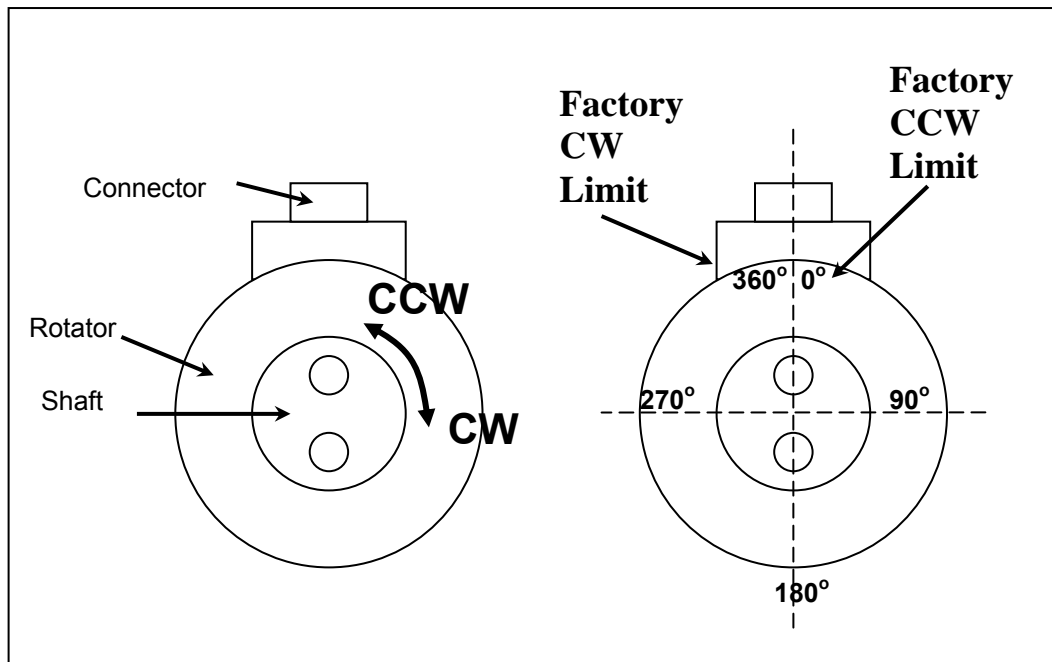 Connector
Rotator
Shaft
CCW
CW
Factory
CW
Limit
Factory
CCW
Limit
360° 0°
270°
90°
180°